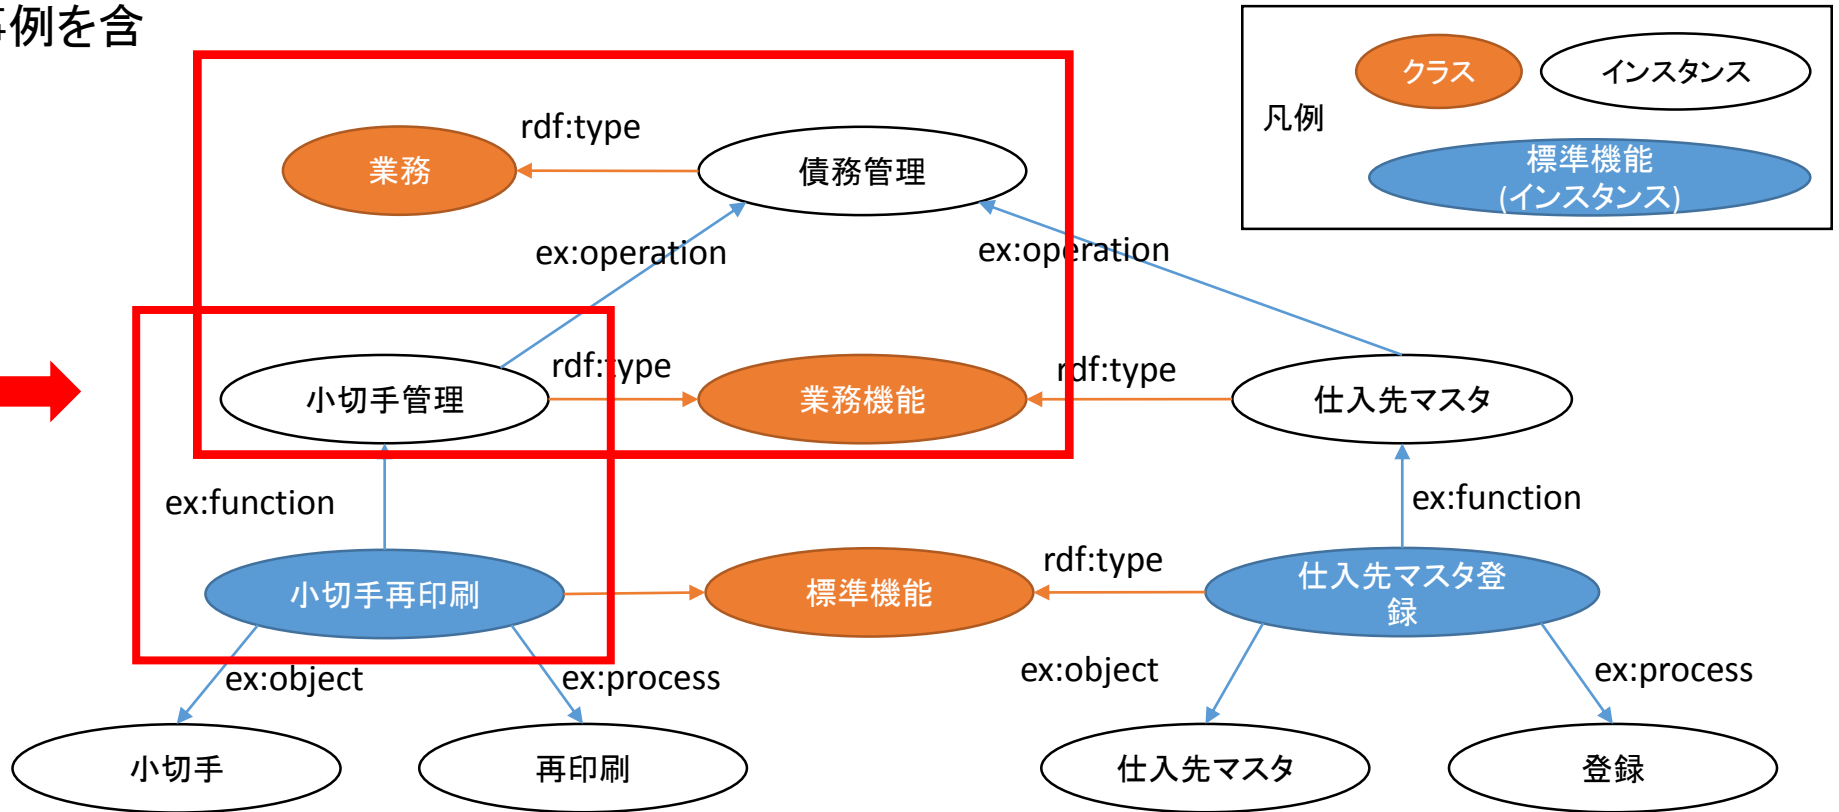 事例を含
クラス
インスタンス
凡例
標準機能
(インスタンス)
rdf:type
業務
債務管理
ex:operation
ex:operation
rdf:type
rdf:type
小切手管理
業務機能
仕入先マスタ
ex:function
ex:function
rdf:type
小切手再印刷
標準機能
仕入先マスタ登
録
ex:object
ex:process
ex:object
ex:process
小切手
再印刷
仕入先マスタ
登録